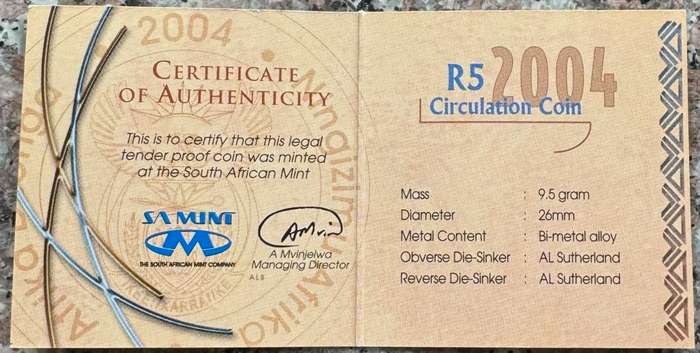 2004
CERTIFICATE
OF AUTHENTICITY
This is to certify that this legal
tender proof coin was minted
at the South African Mint
SA MINT
THE SOUTH AFRICAN MINT COMPANY
A Mvinjelwa
Managing Director
ALS
R5 2004
Circulation Coin
Mass : 9.5 gram
Diameter : 26mm
Metal Content : Bi-metal alloy
Obverse Die-Sinker : AL Sutherland
Reverse Die-Sinker : AL Sutherland